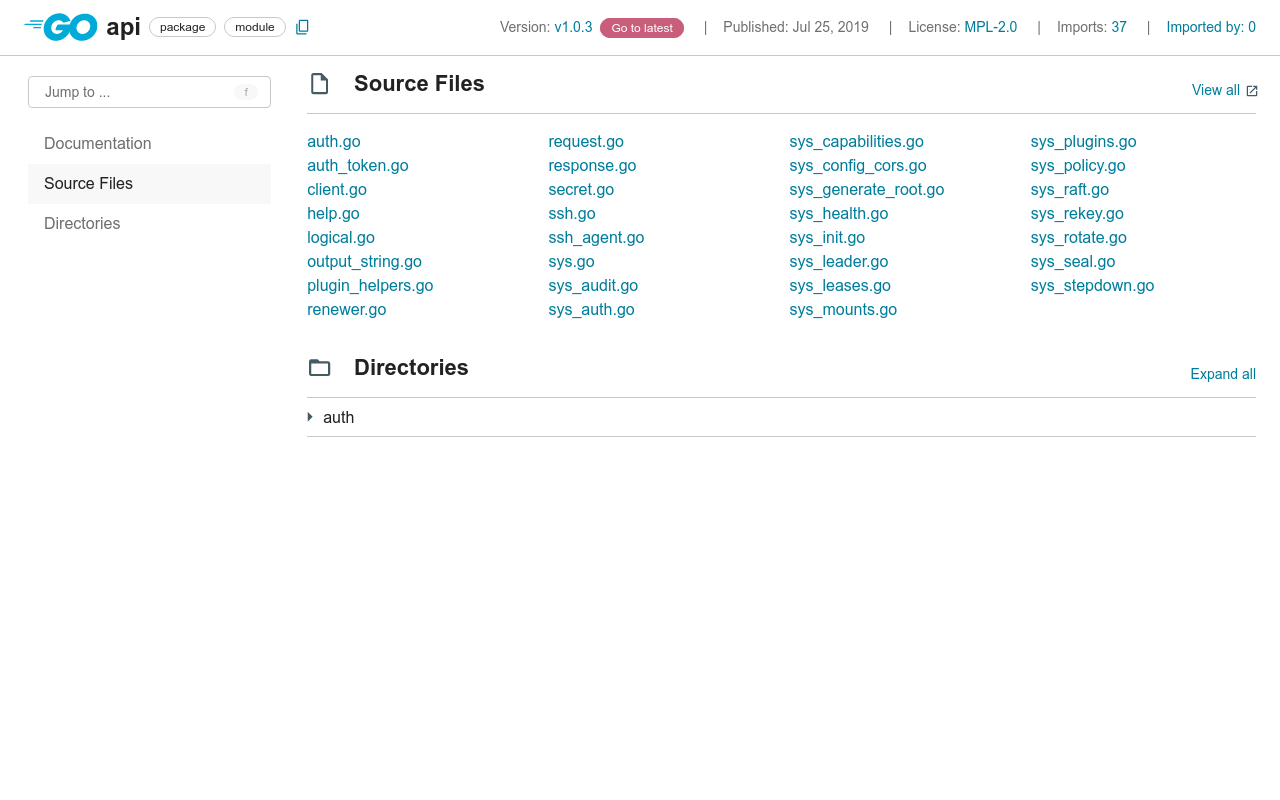 GO api package module Version: v1.0.3 Go to latest | Published: Jul 25, 2019 | License: MPL-2.0 | Imports: 37 | Imported by: 0
Jump to ... f
Documentation
Source Files
Directories
Source Files
View all
auth.go request.go sys_capabilities.go sys_plugins.go
auth_token.go response.go sys_config_cors.go sys_policy.go
client.go secret.go sys_generate_root.go sys_raft.go
help.go ssh.go sys_health.go sys_rekey.go
logical.go ssh_agent.go sys_init.go sys_rotate.go
output_string.go sys.go sys_leader.go sys_seal.go
plugin_helpers.go sys_audit.go sys_leases.go sys_stepdown.go
renewer.go sys_auth.go sys_mounts.go
Directories
Expand all
auth